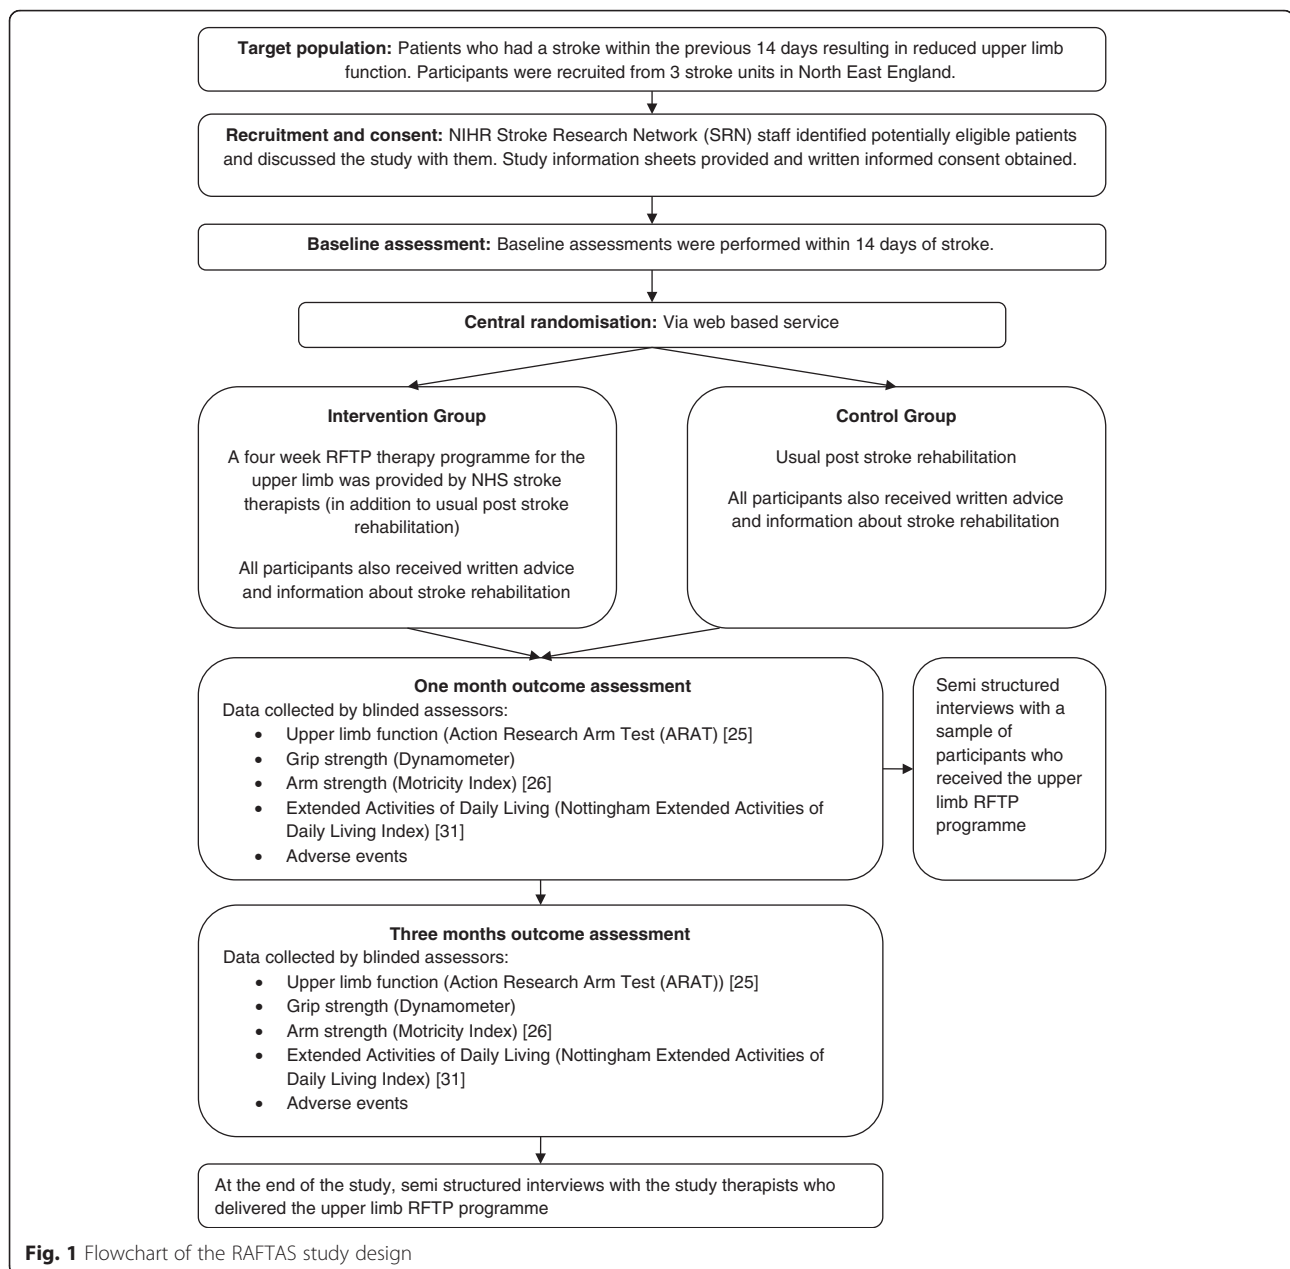 Target population: Patients who had a stroke within the previous 14 days resulting in reduced upper limb
function. Participants were recruited from 3 stroke units in North East England.
Recruitment and consent: NIHR Stroke Research Network (SRN) staff identified potentially eligible patients
and discussed the study with them. Study information sheets provided and written informed consent obtained.
Baseline assessment: Baseline assessments were performed within 14 days of stroke.
Central randomisation: Via web based service
Intervention Group
A four week RFTP therapy programme for the
upper limb was provided by NHS stroke
therapists (in addition to usual post stroke
rehabilitation)
All participants also received written advice
and information about stroke rehabilitation
Control Group
Usual post stroke rehabilitation
All participants also received written advice
and information about stroke rehabilitation
One month outcome assessment
Data collected by blinded assessors:
• Upper limb function (Action Research Arm Test (ARAT) [25]
• Grip strength (Dynamometer)
• Arm strength (Motricity Index) [26]
• Extended Activities of Daily Living (Nottingham Extended Activities of
Daily Living Index) [31]
• Adverse events
Semi structured
interviews with a
sample of
participants who
received the upper
limb RFTP
programme
Three months outcome assessment
Data collected by blinded assessors:
• Upper limb function (Action Research Arm Test (ARAT)) [25]
• Grip strength (Dynamometer)
• Arm strength (Motricity Index) [26]
• Extended Activities of Daily Living (Nottingham Extended Activities of
Daily Living Index) [31]
• Adverse events
At the end of the study, semi structured interviews with the study therapists who
delivered the upper limb RFTP programme
Fig. 1 Flowchart of the RAFTAS study design